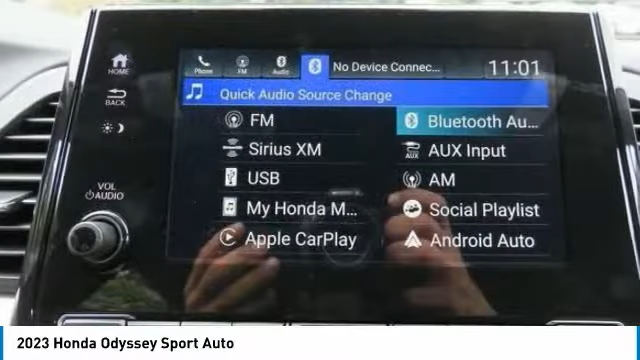 HOME
BACK
VOL
AUDIO
Phone
FM
Audio
No Device Connec...
11:01
Quick Audio Source Change
FM
Bluetooth Au...
Sirius XM
AUX
AUX Input
USB
AM
My Honda M...
Social Playlist
Apple CarPlay
Android Auto
2023 Honda Odyssey Sport Auto